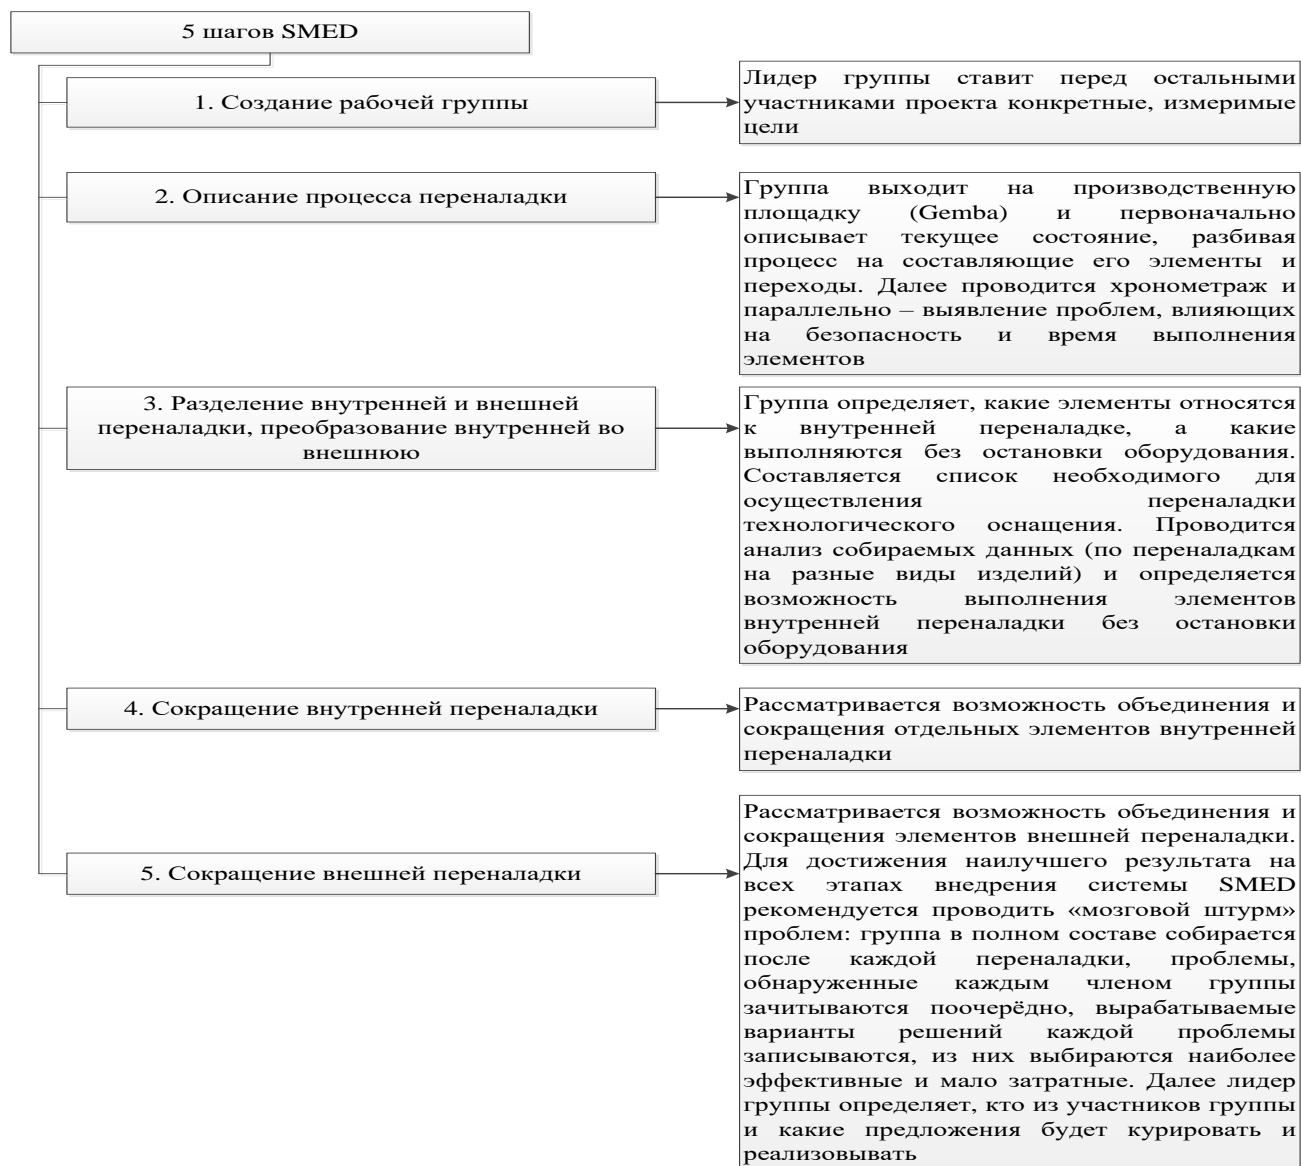 5 шагов SMED
1. Создание рабочей группы
Лидер группы ставит перед остальными
участниками проекта конкретные, измеримые
цели
2. Описание процесса переналадки
Группа выходит на производственную
площадку (Gemba) и первоначально
описывает текущее состояние, разбивая
процесс на составляющие его элементы и
переходы. Далее проводится хронометраж и
параллельно – выявление проблем, влияющих
на безопасность и время выполнения
элементов
3. Разделение внутренней и внешней
переналадки, преобразование внутренней во
внешнюю
Группа определяет, какие элементы относятся
к внутренней переналадке, а какие
выполняются без остановки оборудования.
Составляется список необходимого для
осуществления переналадки
технологического оснащения. Проводится
анализ собираемых данных (по переналадкам
на разные виды изделий) и определяется
возможность выполнения элементов
внутренней переналадки без остановки
оборудования
4. Сокращение внутренней переналадки
Рассматривается возможность объединения и
сокращения отдельных элементов внутренней
переналадки
5. Сокращение внешней переналадки
Рассматривается возможность объединения и
сокращения элементов внешней переналадки.
Для достижения наилучшего результата на
всех этапах внедрения системы SMED
рекомендуется проводить «мозговой штурм»
проблем: группа в полном составе собирается
после каждой переналадки, проблемы,
обнаруженные каждым членом группы
зачитываются поочерёдно, вырабатываемые
варианты решений каждой проблемы
записываются, из них выбираются наиболее
эффективные и мало затратные. Далее лидер
группы определяет, кто из участников группы
и какие предложения будет курировать и
реализовывать